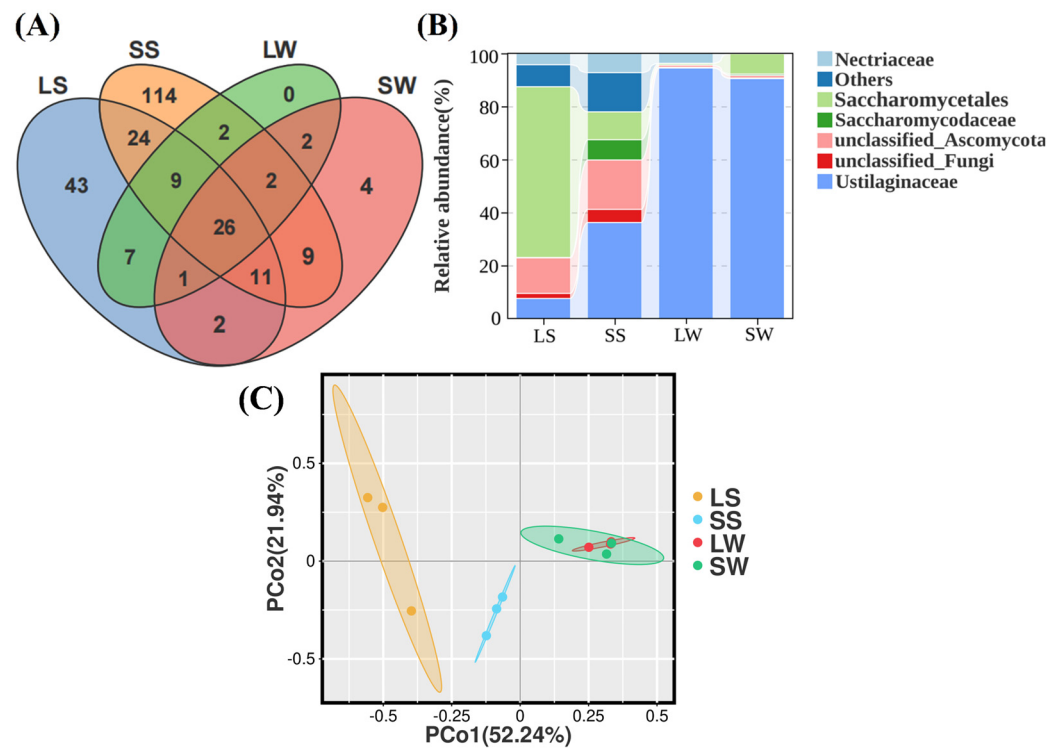 (A)
SS
LW
LS
SW
114
0
24
2
2
43
9
2
4
26
7
9
1
11
2
(B)
Relative abundance(%)
100
80
60
40
20
0
LS
SS
LW
SW
Nectriaceae
Others
Saccharomycetales
Saccharomycodaceae
unclassified_Ascomycota
unclassified_Fungi
Ustilaginaceae
(C)
PCo2(21.94%)
0.5
0
-0.5
-0.5
-0.25
0
0.25
0.5
PCo1(52.24%)
LS
SS
LW
SW